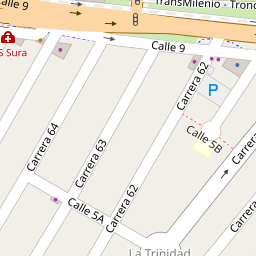 TransMilenio - Tronc
Calle 9
Calle 9
S Sura
P
Carrera 62
Carrera 64
Carrera 63
Calle 5B
Carrera
Carrera 62
Calle 5A
La Trinidad